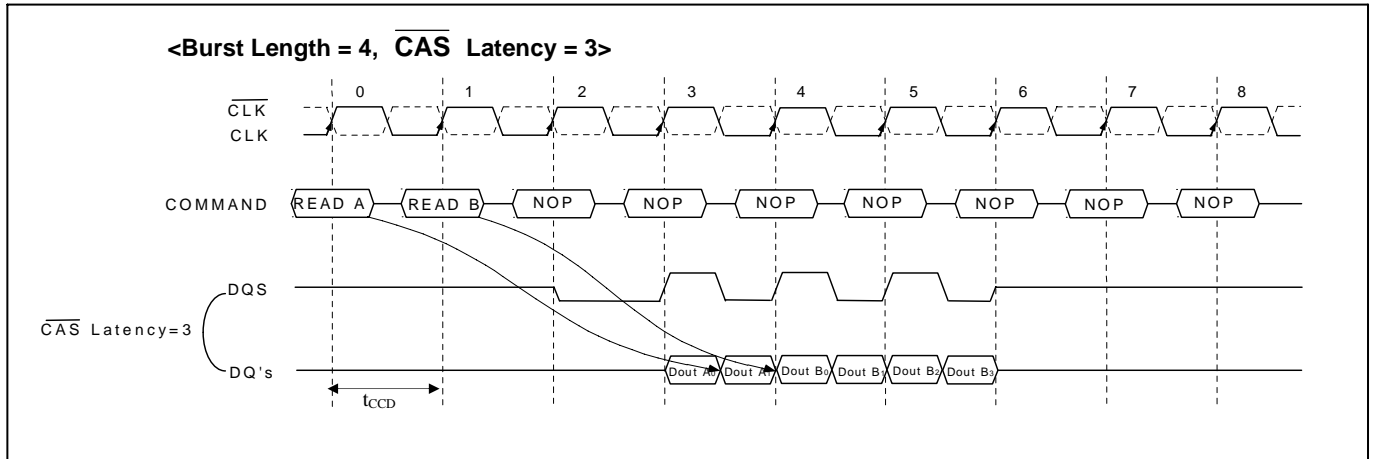 <Burst Length = 4, CAS Latency = 3>
0 1 2 3 4 5 6 7 8
CLK
CLK
COMMAND READ A READ B NOP NOP NOP NOP NOP NOP NOP
DQS
CAS Latency=3
DQ's Dout A0 Dout A1 Dout B0 Dout B1 Dout B2 Dout B3
tCCD